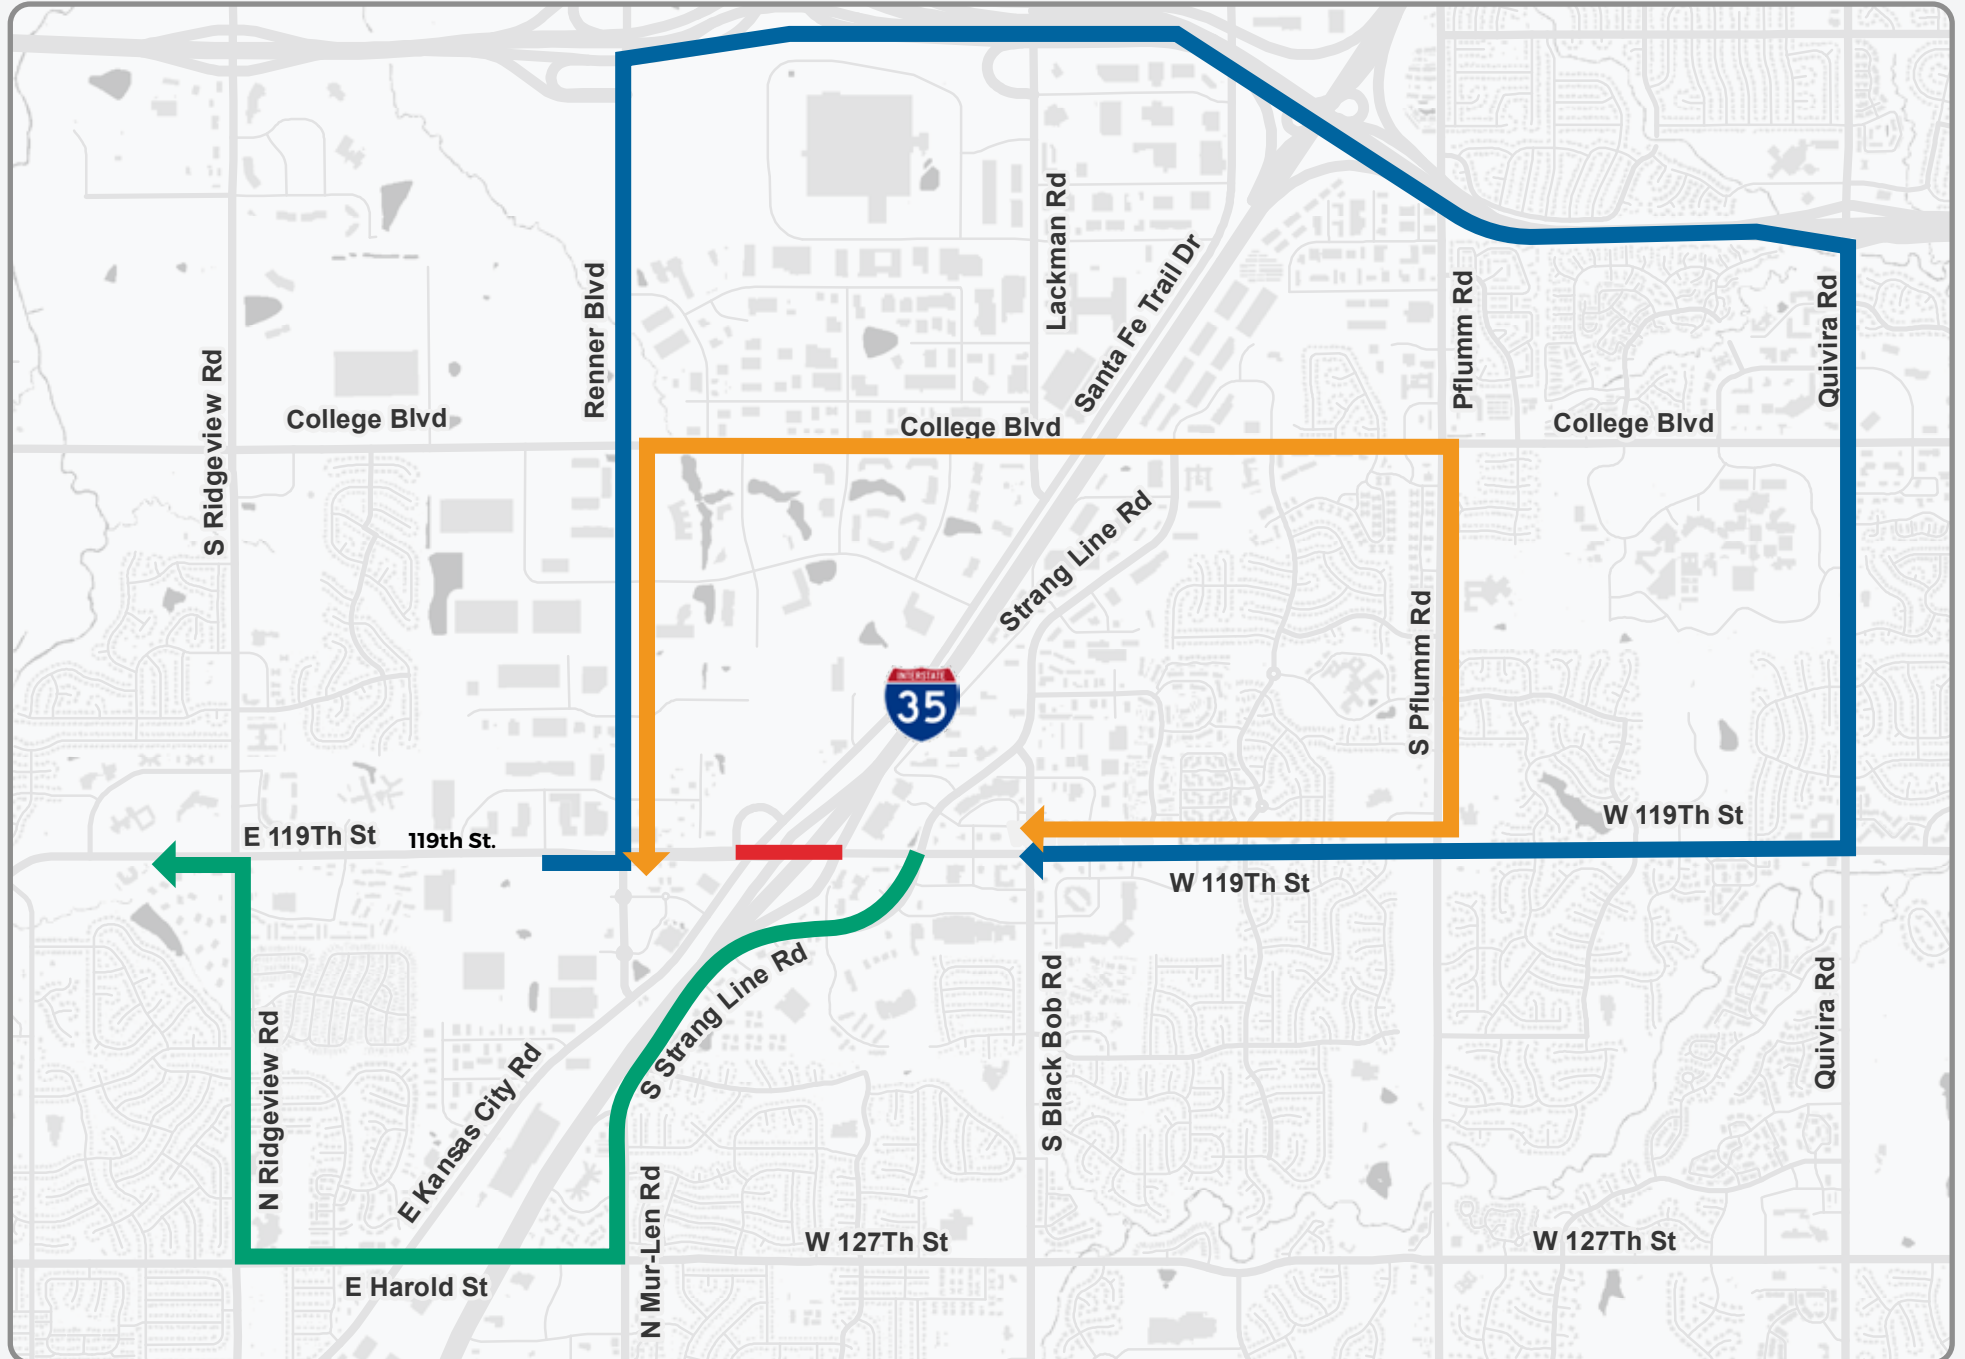 Lackman Rd
Santa Fe Trail Dr
Renner Blvd
Pflumm Rd
Quivira Rd
S Ridgeview Rd
College Blvd
College Blvd
College Blvd
Strang Line Rd
INTERSTATE
35
S Pflumm Rd
W 119Th St
E 119Th St
119th St.
W 119Th St
S Strang Line Rd
S Black Bob Rd
Quivira Rd
N Ridgeview Rd
E Kansas City Rd
N Mur-Len Rd
W 127Th St
W 127Th St
E Harold St